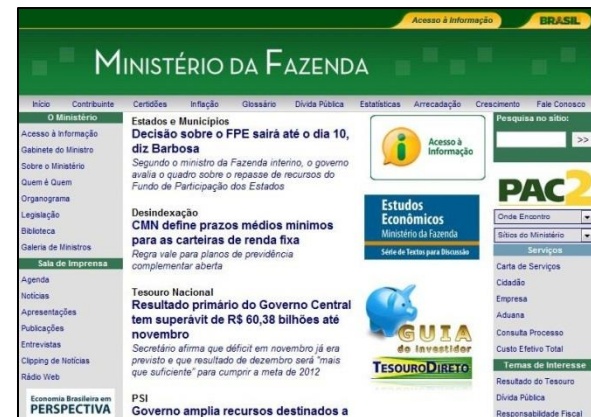 Acesso à Informação
BRASIL
MINISTÉRIO DA FAZENDA
Início Contribuinte Certidões Inflação Glossário Dívida Pública Estatísticas Arrecadação Crescimento Fale Conosco
O Ministério
Acesso à Informação
Gabinete do Ministro
Sobre o Ministério
Quem é Quem
Organograma
Legislação
Biblioteca
Galeria de Ministros
Sala de Imprensa
Agenda
Notícias
Apresentações
Publicações
Entrevistas
Clipping de Notícias
Rádio Web
Economia Brasileira em
PERSPECTIVA
Estados e Municípios
Decisão sobre o FPE sairá até o dia 10,
diz Barbosa
Segundo o ministro da Fazenda interino, o governo
avalia o quadro sobre o repasse de recursos do
Fundo de Participação dos Estados
Desindexação
CMN define prazos médios mínimos
para as carteiras de renda fixa
Regra vale para planos de previdência
complementar aberta
Tesouro Nacional
Resultado primário do Governo Central
tem superávit de R$ 60,38 bilhões até
novembro
Secretário afirma que déficit em novembro já era
previsto e que resultado de dezembro será "mais
que suficiente" para cumprir a meta de 2012
PSI
Governo amplia recursos destinados a
Acesso à
Informação
Estudos
Econômicos
Ministério da Fazenda
Série de Textos para Discussão
GUIA
do Investidor
TESOURO DIRETO
Pesquisa no sítio:
>>
PAC2
Onde Encontro
Sítios do Ministério
Serviços
Carta de Serviços
Cidadão
Empresa
Aduana
Consulta Processo
Custo Efetivo Total
Temas de Interesse
Resultado do Tesouro
Dívida Pública
Responsabilidade Fiscal